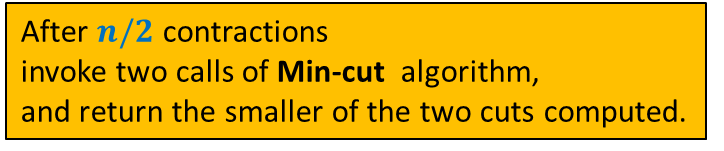 After n/2 contractions
invoke two calls of Min-cut algorithm,
and return the smaller of the two cuts computed.